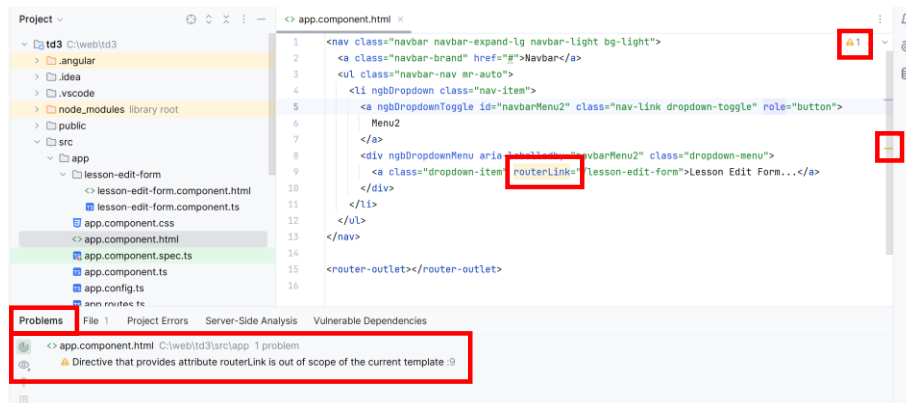 Project
app.component.html
td3 C:\web\td3
.angular
.idea
.vscode
node_modules library root
public
src
app
lesson-edit-form
lesson-edit-form.component.html
lesson-edit-form.component.ts
app.component.css
app.component.html
app.component.spec.ts
app.component.ts
app.config.ts
app.routes.ts
1 <nav class="navbar navbar-expand-lg navbar-light bg-light">
2 <a class="navbar-brand" href="#">Navbar</a>
3 <ul class="navbar-nav mr-auto">
4 <li ngbDropdown class="nav-item">
5 <a ngbDropdownToggle id="navbarMenu2" class="nav-link dropdown-toggle" role="button">
6 Menu2
7 </a>
8 <div ngbDropdownMenu aria-labelledby="navbarMenu2" class="dropdown-menu">
9 <a class="dropdown-item" routerLink="/lesson-edit-form">Lesson Edit Form...</a>
10 </div>
11 </li>
12 </ul>
13 </nav>
14
15 <router-outlet></router-outlet>
16
1
Problems File 1 Project Errors Server-Side Analysis Vulnerable Dependencies
app.component.html C:\web\td3\src\app 1 problem
Directive that provides attribute routerLink is out of scope of the current template :9